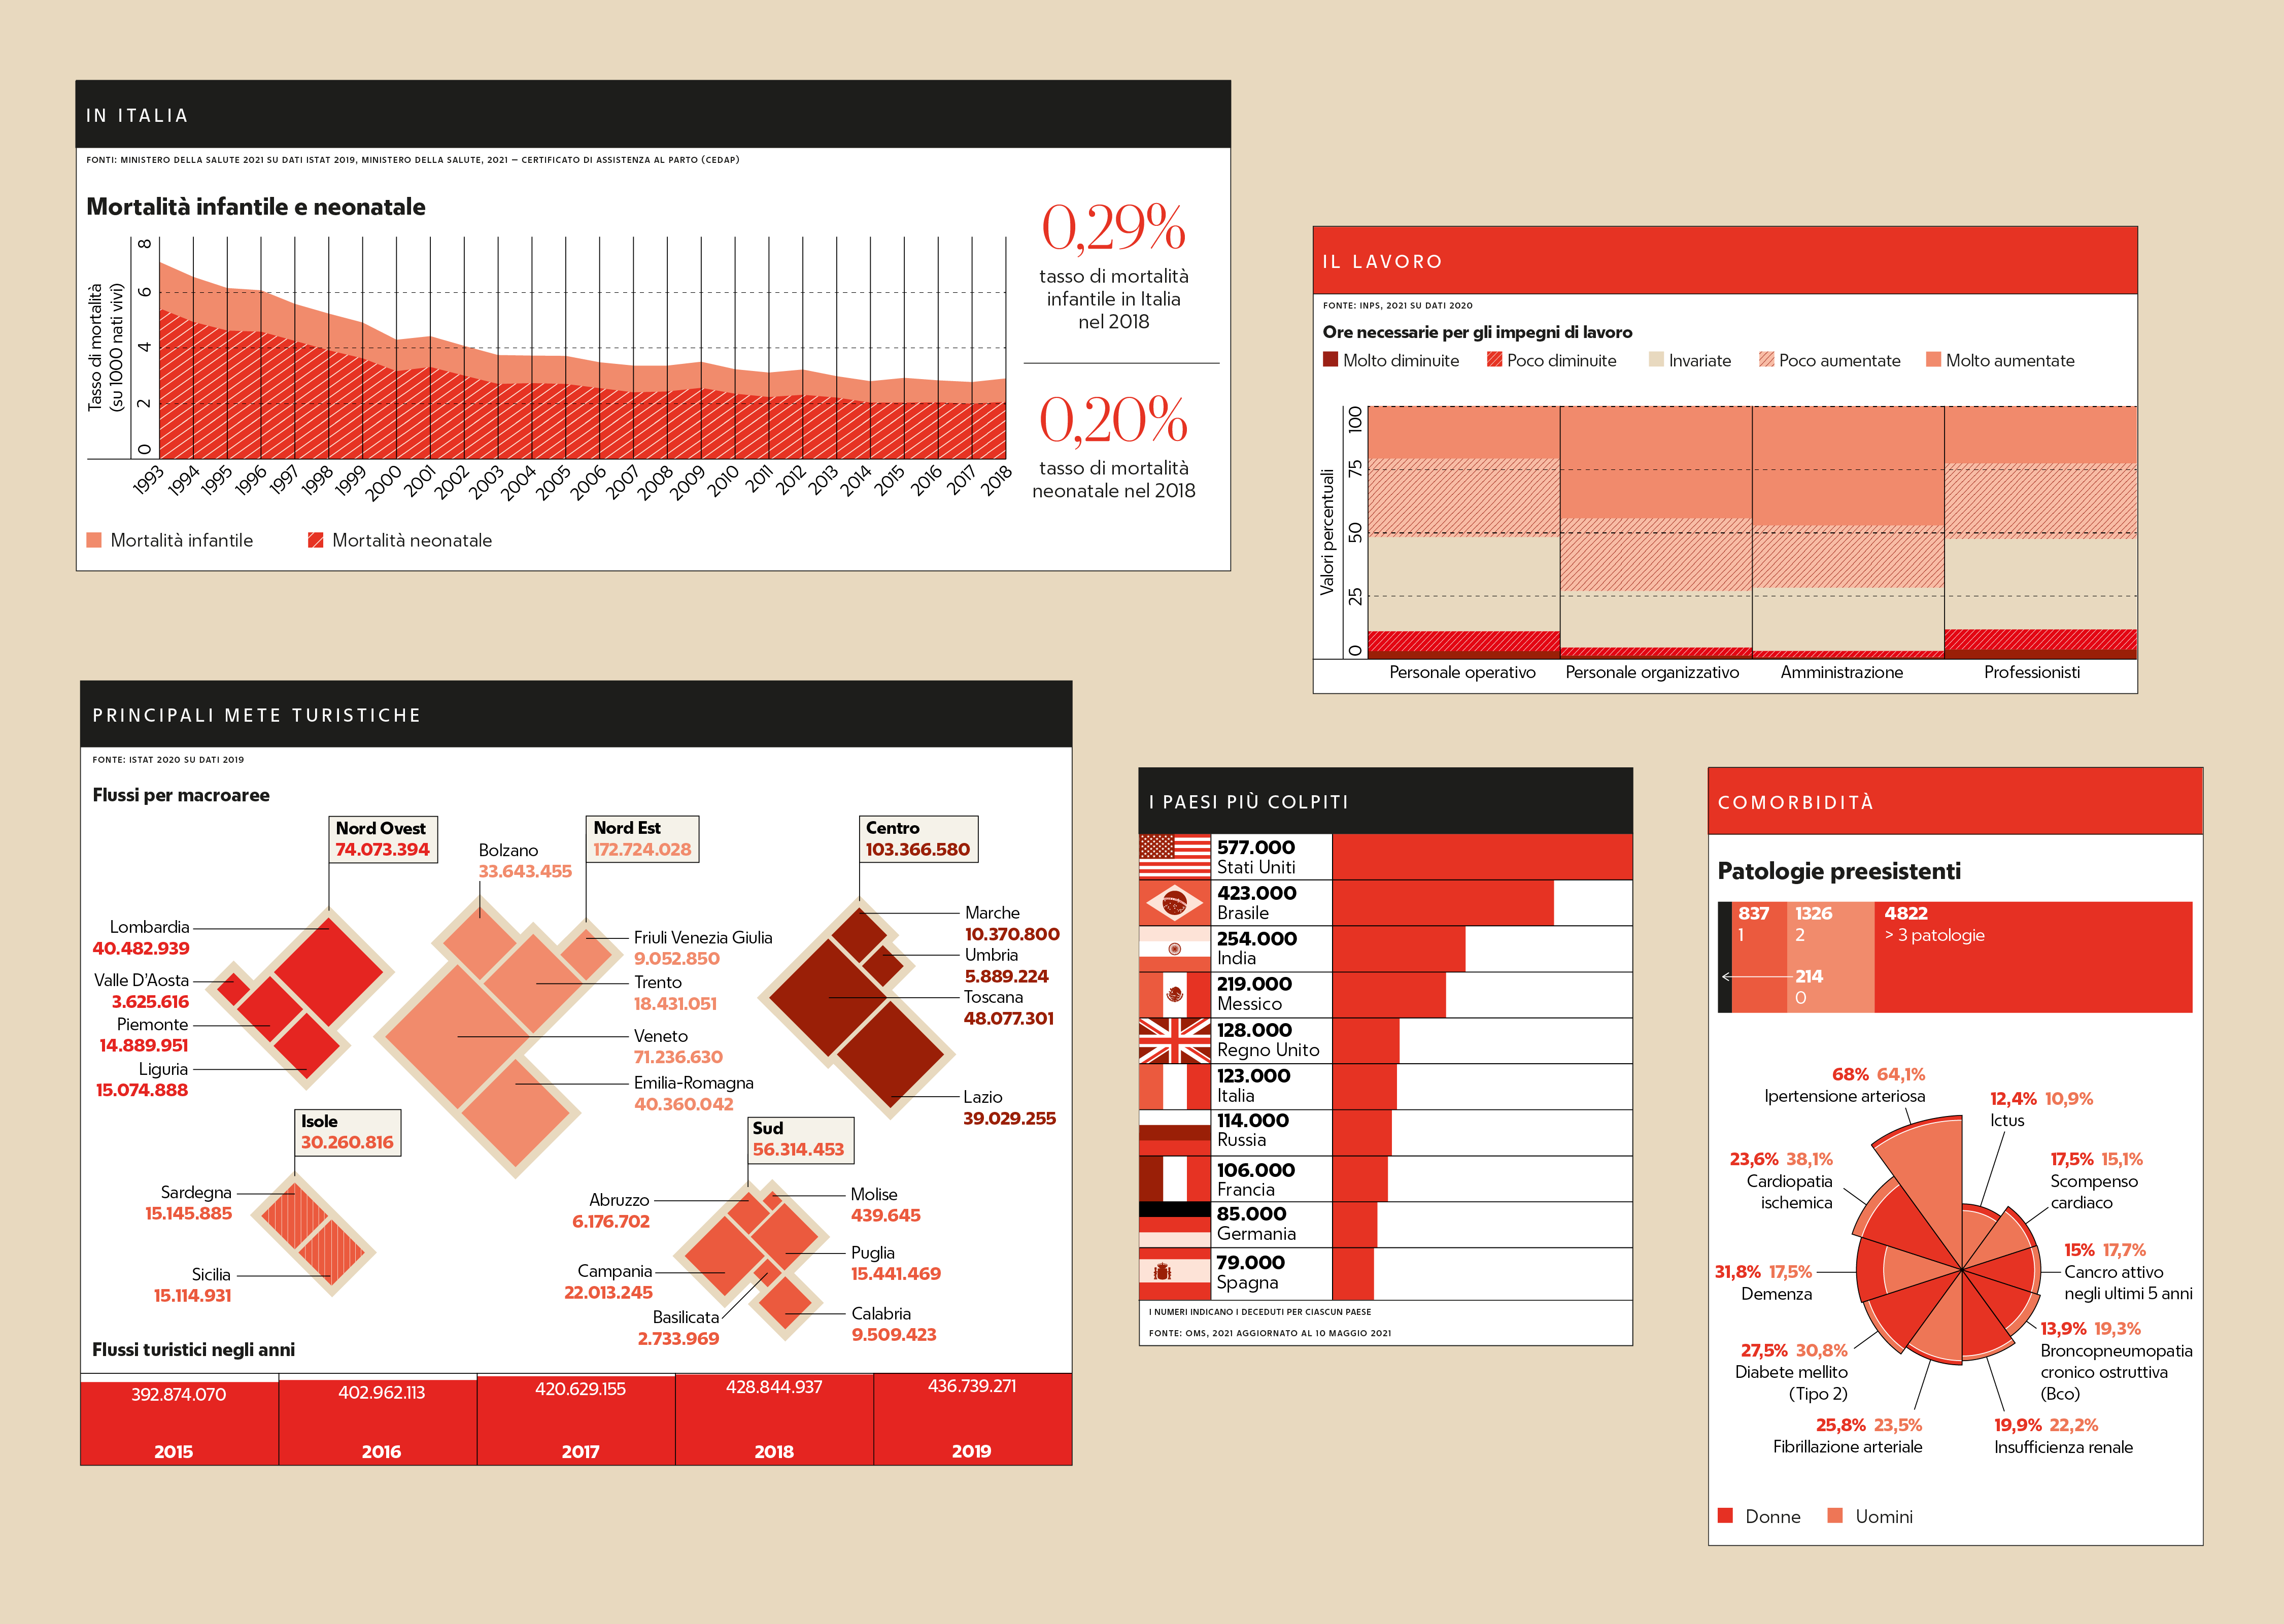 IN ITALIA
FONTI: MINISTERO DELLA SALUTE 2021 SU DATI ISTAT 2019, MINISTERO DELLA SALUTE, 2021 – CERTIFICATO DI ASSISTENZA AL PARTO (CEDAP)
Mortalità infantile e neonatale
Tasso di mortalità
(su 1000 nati vivi)
8
6
4
2
0
1993 1994 1995 1996 1997 1998 1999 2000 2001 2002 2003 2004 2005 2006 2007 2008 2009 2010 2011 2012 2013 2014 2015 2016 2017 2018
Mortalità infantile Mortalità neonatale
0,29%
tasso di mortalità
infantile in Italia
nel 2018
0,20%
tasso di mortalità
neonatale nel 2018
IL LAVORO
FONTE: INPS, 2021 SU DATI 2020
Ore necessarie per gli impegni di lavoro
Molto diminuite Poco diminuite Invariate Poco aumentate Molto aumentate
Valori percentuali
100
75
50
25
0
Personale operativo Personale organizzativo Amministrazione Professionisti
PRINCIPALI METE TURISTICHE
FONTE: ISTAT 2020 SU DATI 2019
Flussi per macroaree
Nord Ovest
74.073.394
Lombardia
40.482.939
Valle D'Aosta
3.625.616
Piemonte
14.889.951
Liguria
15.074.888
Nord Est
172.724.028
Bolzano
33.643.455
Friuli Venezia Giulia
9.052.850
Trento
18.431.051
Veneto
71.236.630
Emilia-Romagna
40.360.042
Centro
103.366.580
Marche
10.370.800
Umbria
5.889.224
Toscana
48.077.301
Lazio
39.029.255
Isole
30.260.816
Sardegna
15.145.885
Sicilia
15.114.931
Sud
56.314.453
Abruzzo
6.176.702
Campania
22.013.245
Basilicata
2.733.969
Molise
439.645
Puglia
15.441.469
Calabria
9.509.423
Flussi turistici negli anni
392.874.070 402.962.113 420.629.155 428.844.937 436.739.271
2015 2016 2017 2018 2019
I PAESI PIÙ COLPITI
577.000
Stati Uniti
423.000
Brasile
254.000
India
219.000
Messico
128.000
Regno Unito
123.000
Italia
114.000
Russia
106.000
Francia
85.000
Germania
79.000
Spagna
I NUMERI INDICANO I DECEDUTI PER CIASCUN PAESE
FONTE: OMS, 2021 AGGIORNATO AL 10 MAGGIO 2021
COMORBIDITÀ
Patologie preesistenti
837 1326 4822
1 2 > 3 patologie
214
0
68% 64,1%
Ipertensione arteriosa
12,4% 10,9%
Ictus
23,6% 38,1%
Cardiopatia
ischemica
17,5% 15,1%
Scompenso
cardiaco
31,8% 17,5%
Demenza
15% 17,7%
Cancro attivo
negli ultimi 5 anni
27,5% 30,8%
Diabete mellito
(Tipo 2)
13,9% 19,3%
Broncopneumopatia
cronico ostruttiva
(Bco)
25,8% 23,5%
Fibrillazione arteriale
19,9% 22,2%
Insufficienza renale
Donne Uomini